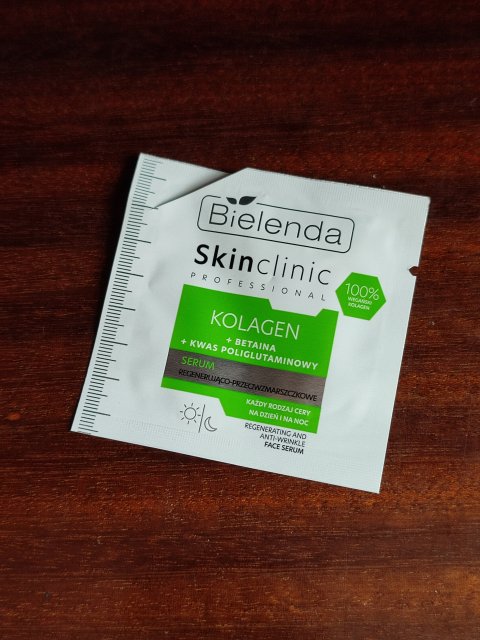 Bielenda
Skinclinic
PROFESSIONAL
100%
WEGAŃSKI
KOLAGEN
KOLAGEN
+ BETAINA
+ KWAS POLIGLUTAMINOWY
SERUM
REGENERUJĄCO-PRZECIWZMARSZCZKOWE
KAŻDY RODZAJ CERY
NA DZIEŃ I NA NOC
REGENERATING AND
ANTI-WRINKLE
FACE SERUM